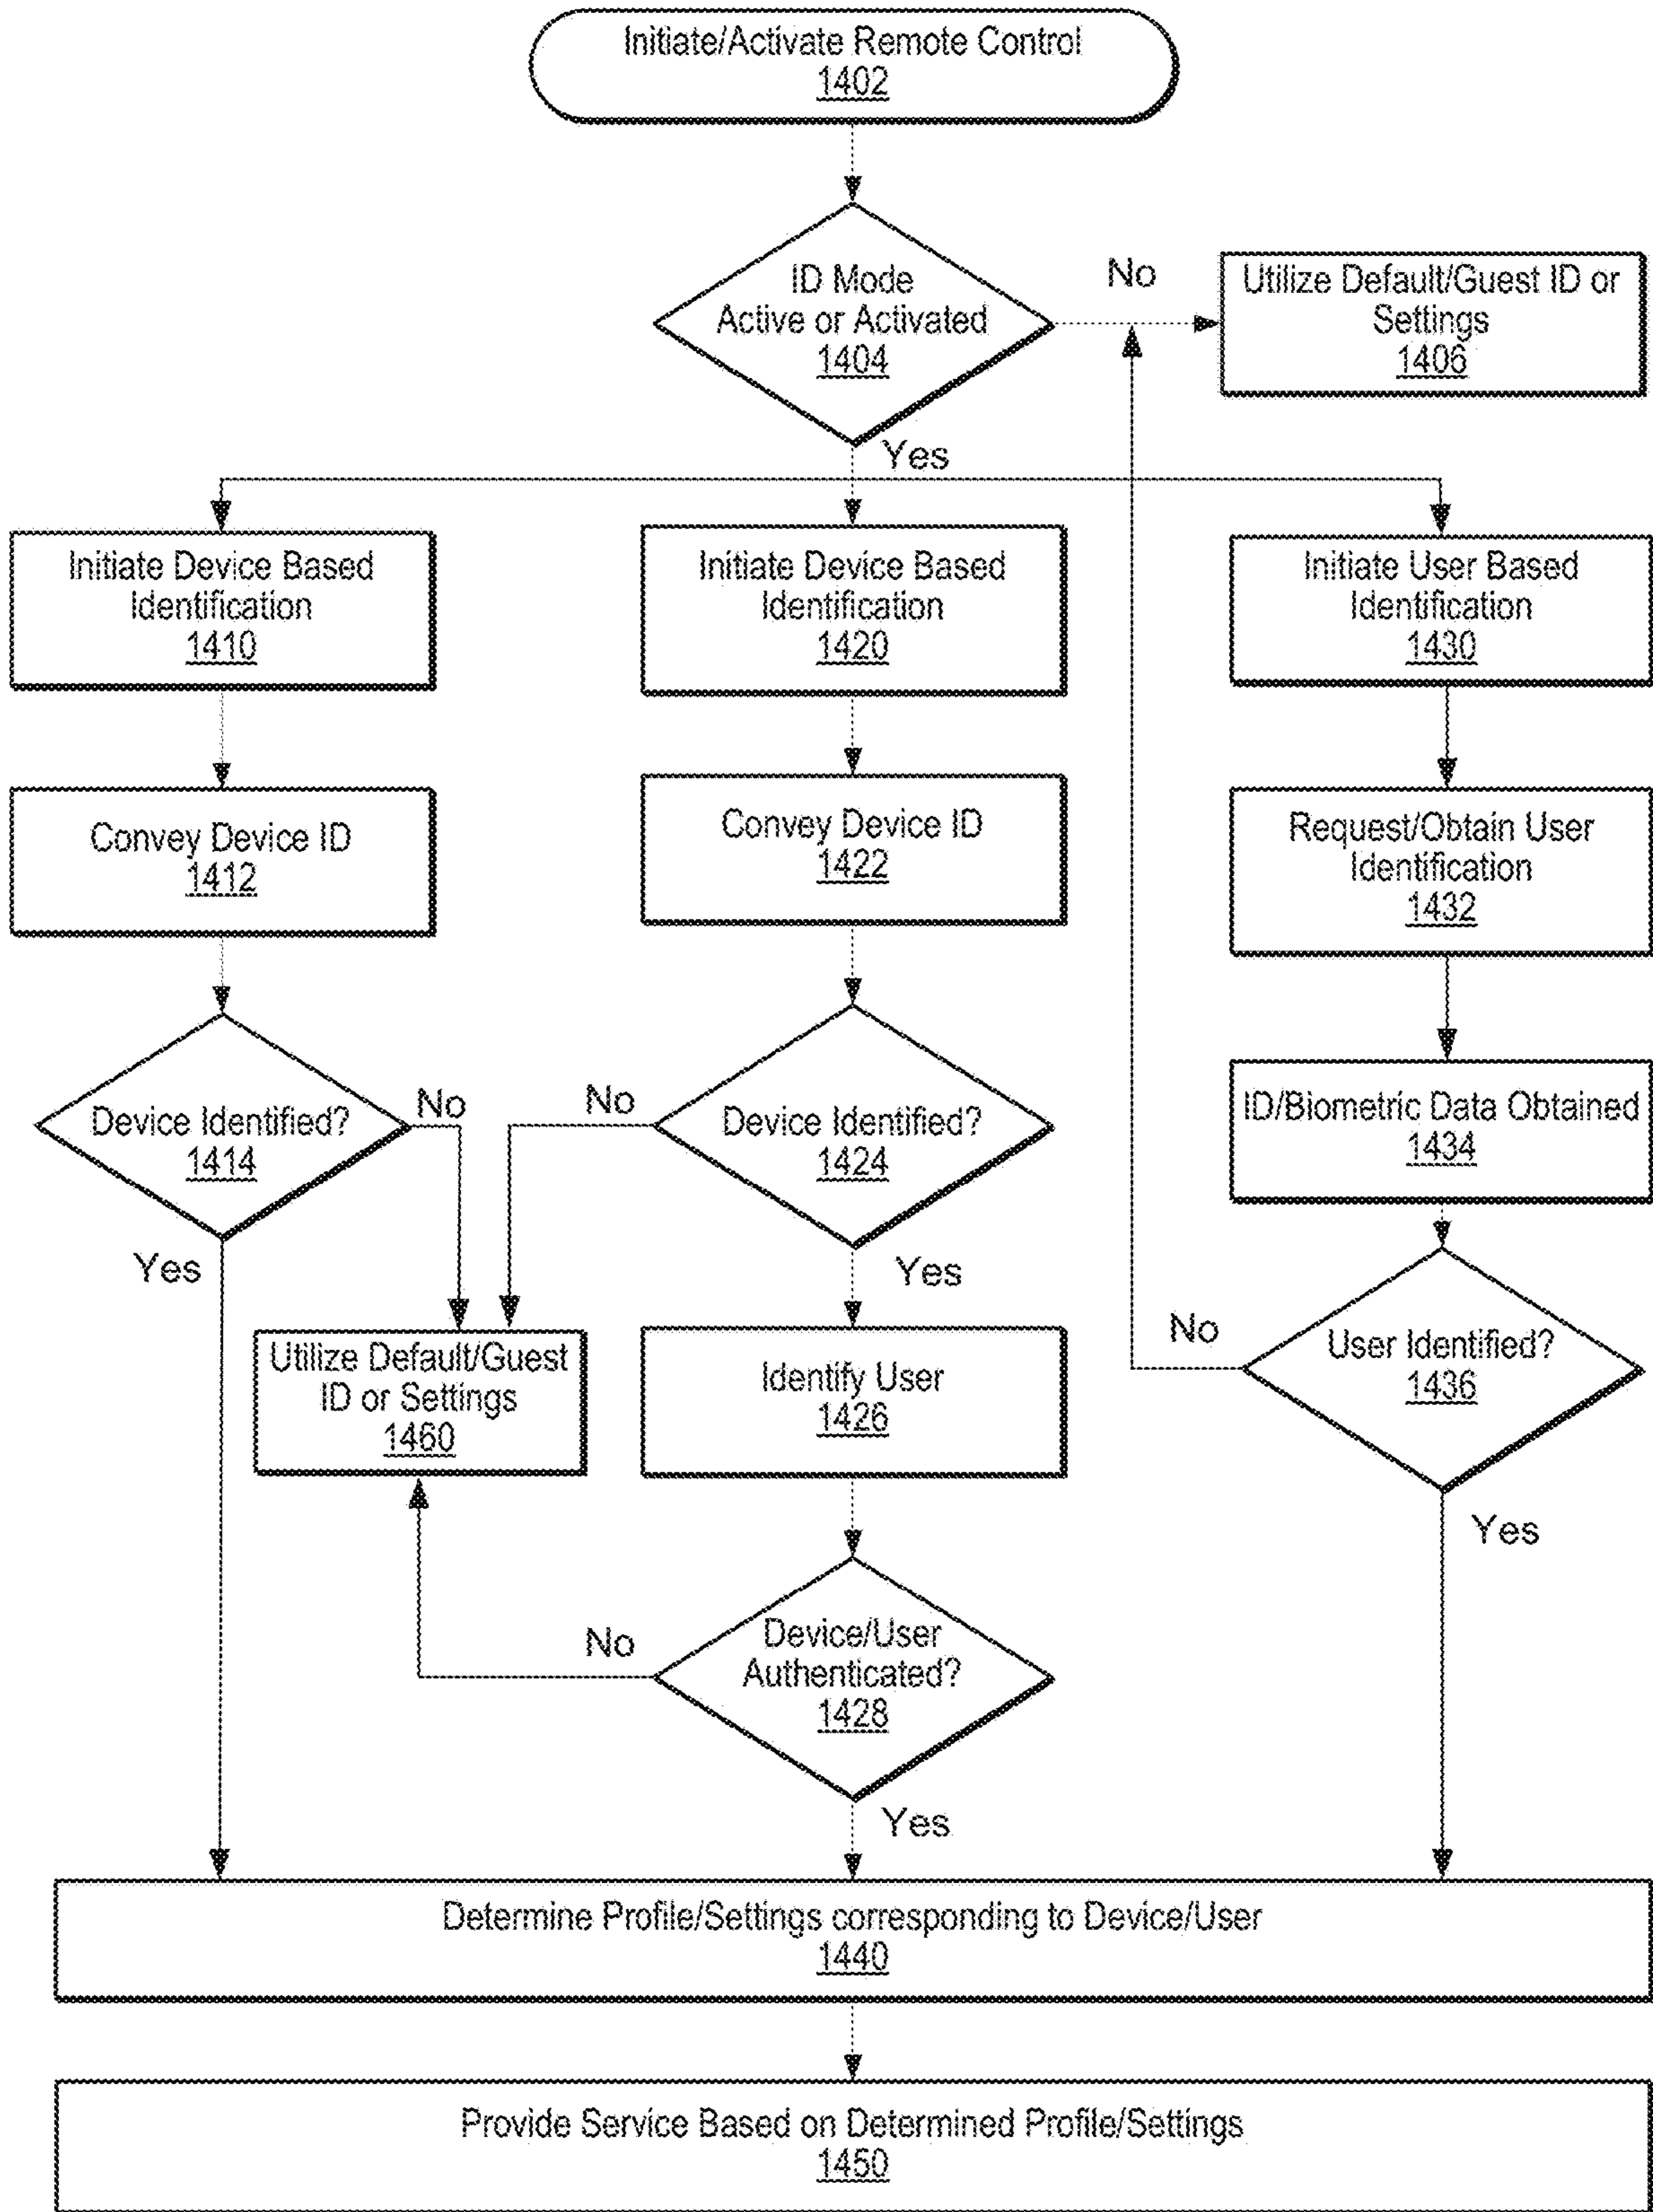 Initiate/Activate Remote Control
1402
ID Mode
Active or Activated
1404
No
Utilize Default/Guest ID or
Settings
1406
Yes
Initiate Device Based
Identification
1410
Initiate Device Based
Identification
1420
Initiate User Based
Identification
1430
Convey Device ID
1412
Convey Device ID
1422
Request/Obtain User
Identification
1432
Device Identified?
1414
No
Yes
No
Device Identified?
1424
Yes
ID/Biometric Data Obtained
1434
Utilize Default/Guest
ID or Settings
1460
Identify User
1426
No
User Identified?
1436
Yes
No
Device/User
Authenticated?
1428
Yes
Determine Profile/Settings corresponding to Device/User
1440
Provide Service Based on Determined Profile/Settings
1450